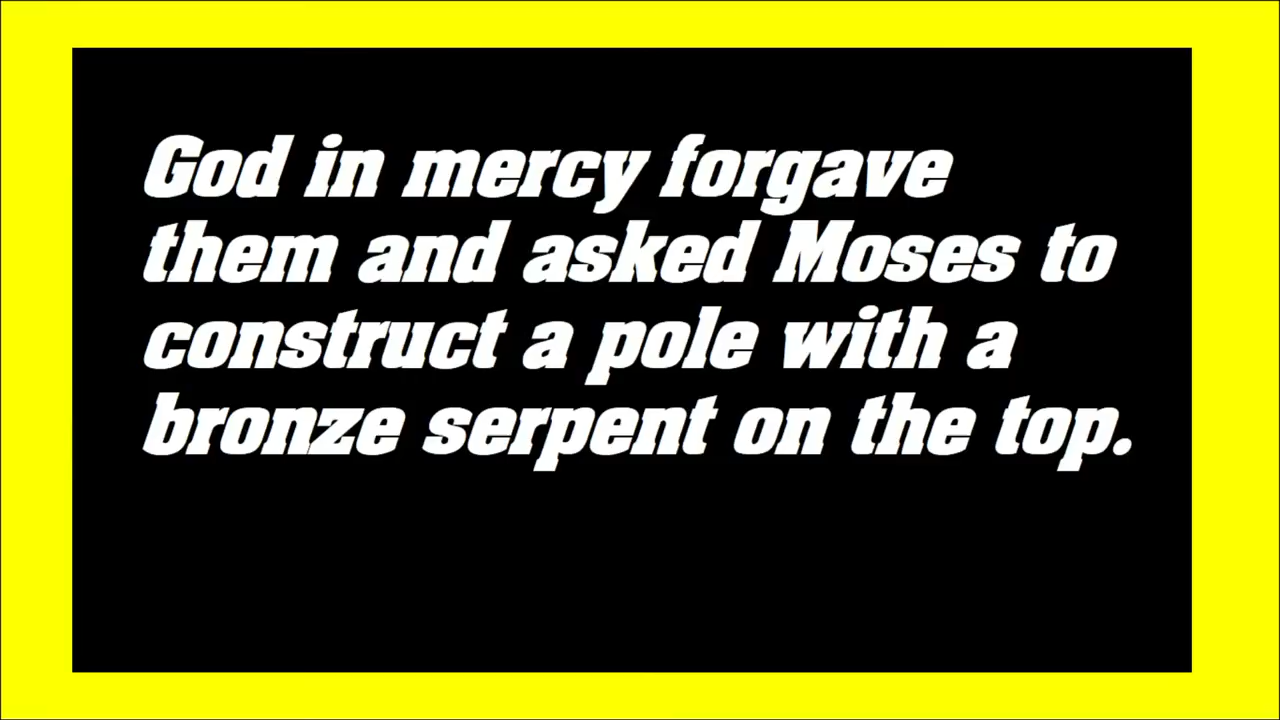 God in mercy forgave
them and asked Moses to
construct a pole with a
bronze serpent on the top.